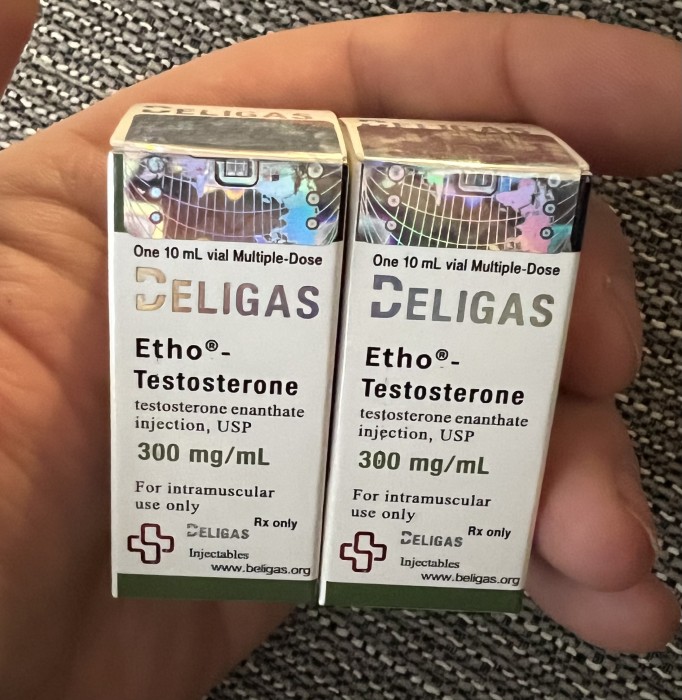 DELIGAS
One 10 mL vial Multiple-Dose
DELIGAS
Etho®-
Testosterone
testosterone enanthate
injection, USP
300 mg/mL
For intramuscular
use only
Rx only
DELIGAS
Injectables
www.beligas.org
DELIGAS
One 10 mL vial Multiple-Dose
DELIGAS
Etho®-
Testosterone
testosterone enanthate
injection, USP
300 mg/mL
For intramuscular
use only
Rx only
DELIGAS
Injectables
www.beligas.org